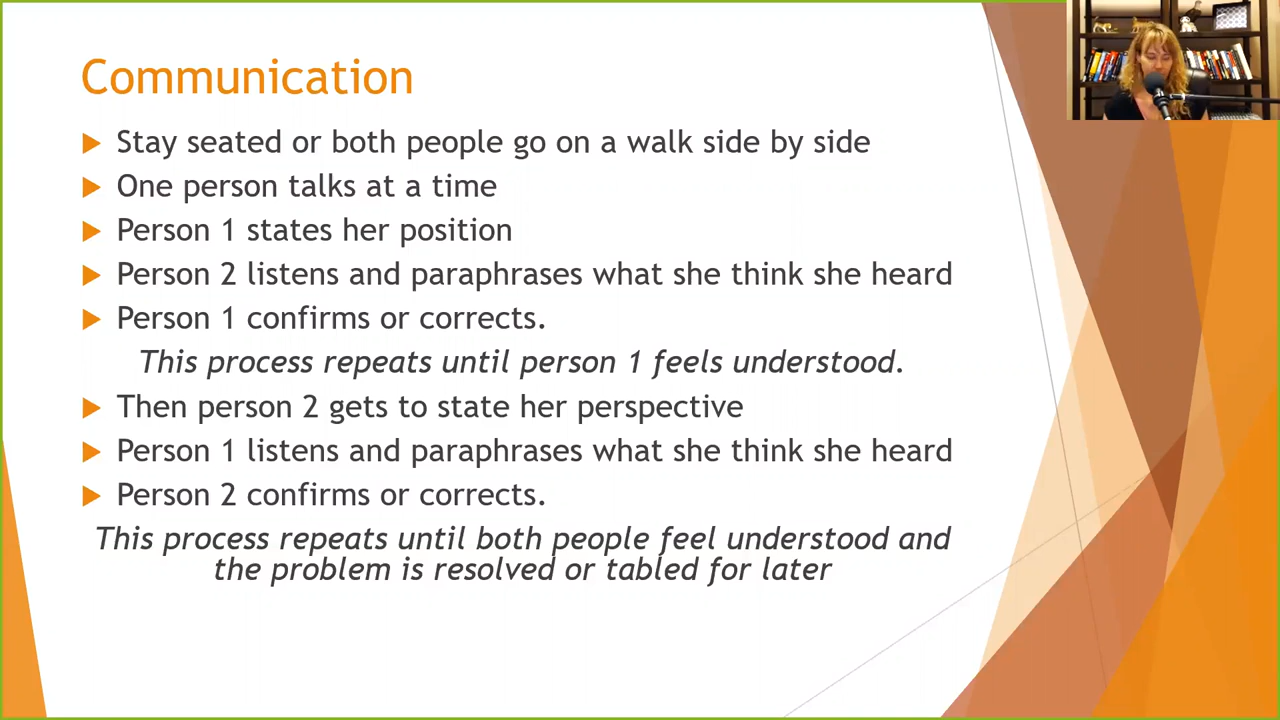 Communication
Stay seated or both people go on a walk side by side
One person talks at a time
Person 1 states her position
Person 2 listens and paraphrases what she think she heard
Person 1 confirms or corrects.
This process repeats until person 1 feels understood.
Then person 2 gets to state her perspective
Person 1 listens and paraphrases what she think she heard
Person 2 confirms or corrects.
This process repeats until both people feel understood and
the problem is resolved or tabled for later